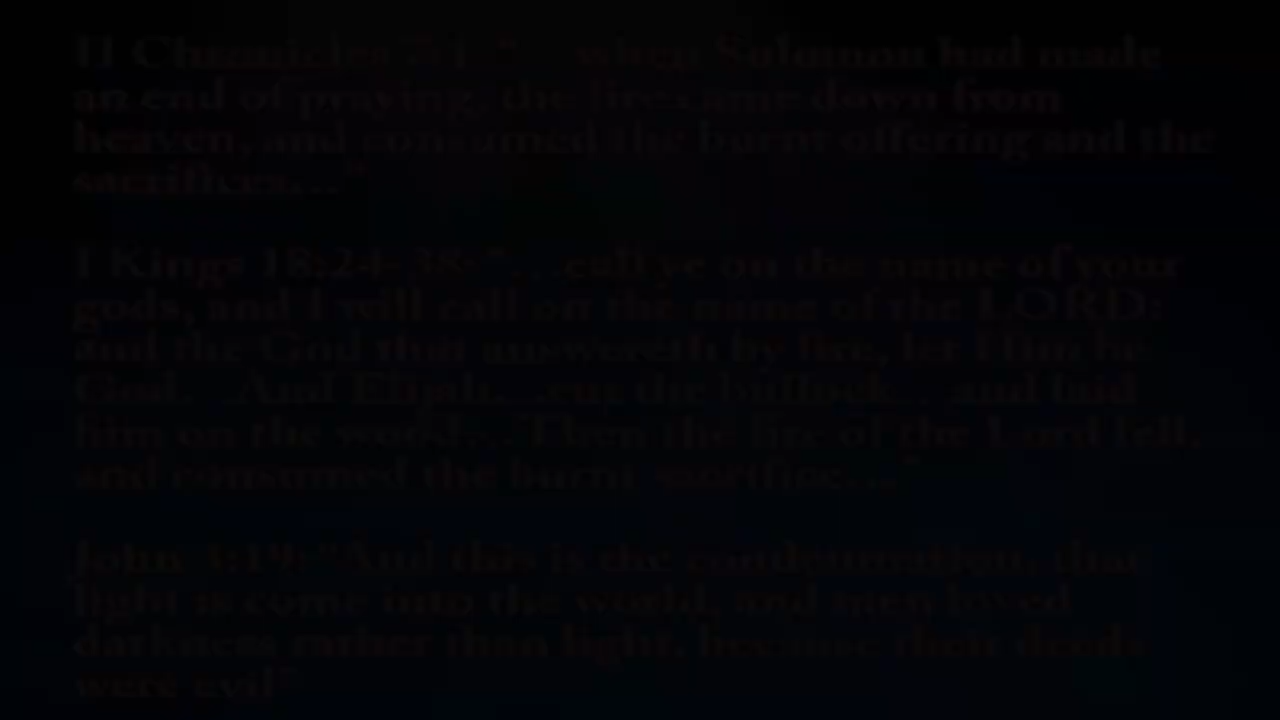 II Chronicles 7:1 "... when Solomon had made
an end of praying, the fire came down from
heaven, and consumed the burnt offering and the
sacrifices..."
I Kings 18:24-38 "...call ye on the name of your
gods, and I will call on the name of the LORD:
and the God that answereth by fire, let Him be
God. And Elijah...cut the bullock... and laid
him on the wood... Then the fire of the Lord fell,
and consumed the burnt sacrifice..."
John 3:19: "And this is the condemnation, that
light is come into the world, and men loved
darkness rather than light, because their deeds
were evil"